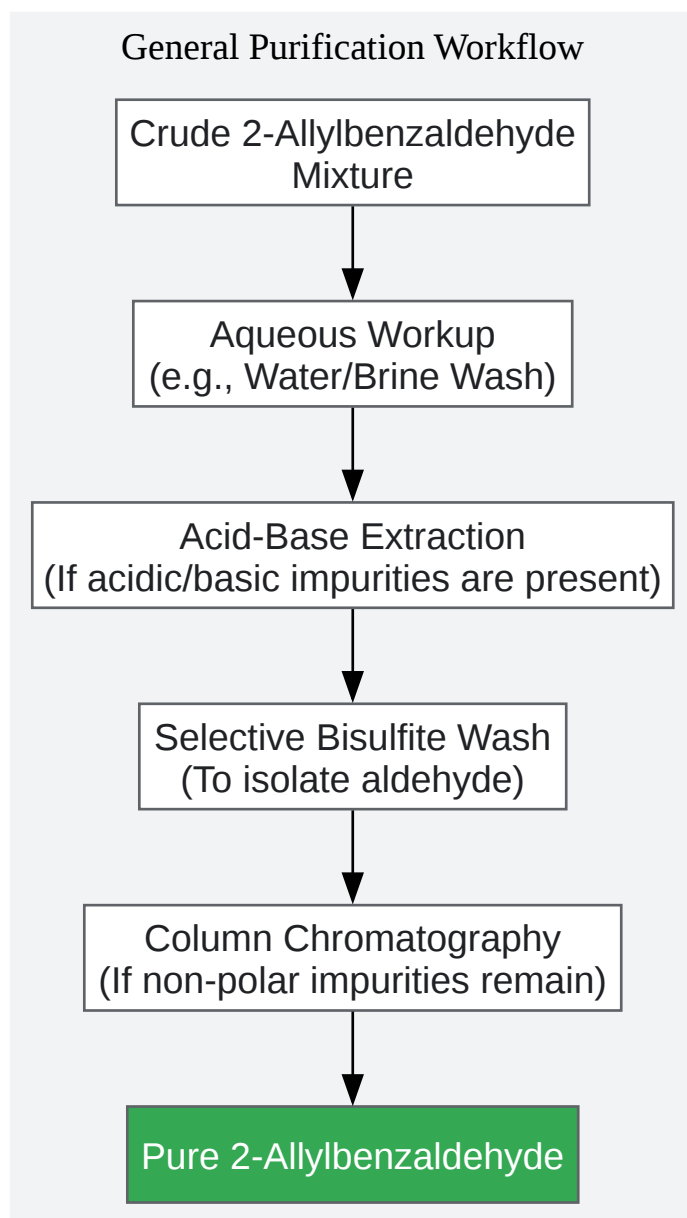 General Purification Workflow
Crude 2-Allylbenzaldehyde
Mixture
Aqueous Workup
(e.g., Water/Brine Wash)
Acid-Base Extraction
(If acidic/basic impurities are present)
Selective Bisulfite Wash
(To isolate aldehyde)
Column Chromatography
(If non-polar impurities remain)
Pure 2-Allylbenzaldehyde